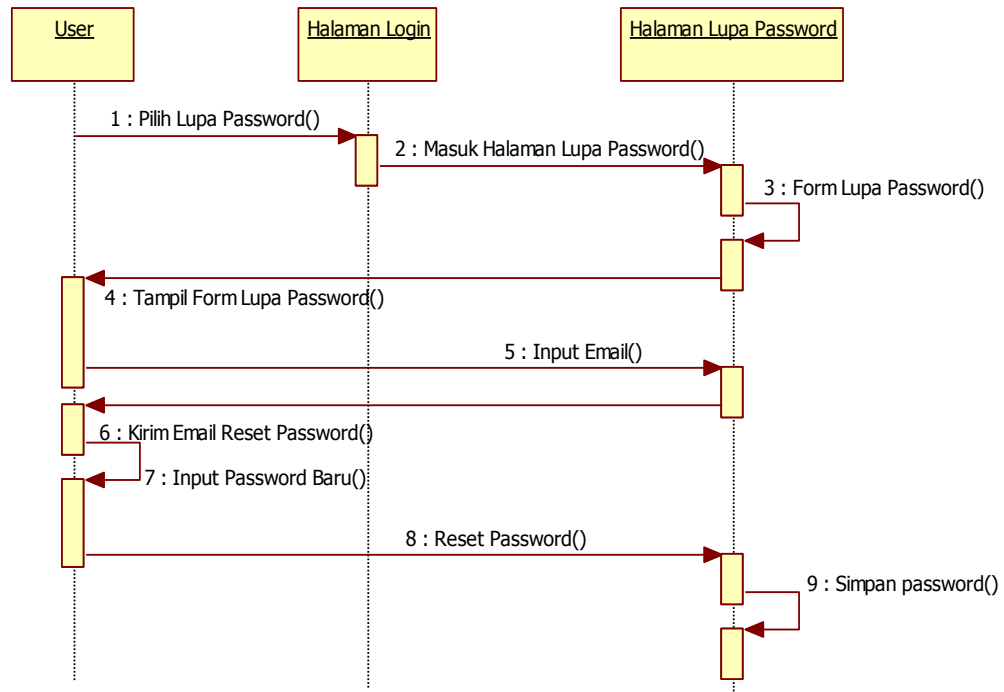 User
Halaman Login
Halaman Lupa Password
1 : Pilih Lupa Password()
2 : Masuk Halaman Lupa Password()
3 : Form Lupa Password()
4 : Tampil Form Lupa Password()
5 : Input Email()
6 : Kirim Email Reset Password()
7 : Input Password Baru()
8 : Reset Password()
9 : Simpan password()